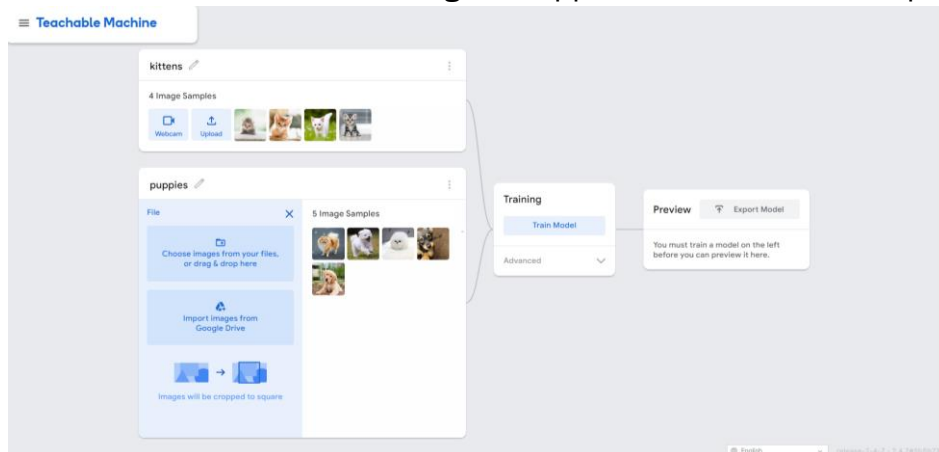 Teachable Machine
kittens
4 Image Samples
Webcam
Upload
puppies
File
5 Image Samples
Choose images from your files,
or drag & drop here
Import images from
Google Drive
Images will be cropped to square
Training
Train Model
Advanced
Preview
Export Model
You must train a model on the left
before you can preview it here.
English